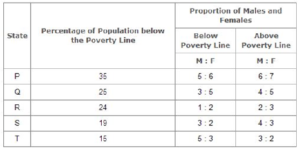 State
Percentage of Population below the Poverty Line
Proportion of Males and Females
Below Poverty Line
Above Poverty Line
M : F
M : F
P 35 5 : 6 6 : 7
Q 25 3 : 5 4 : 5
R 24 1 : 2 2 : 3
S 19 3 : 2 4 : 3
T 15 5 : 3 3 : 2